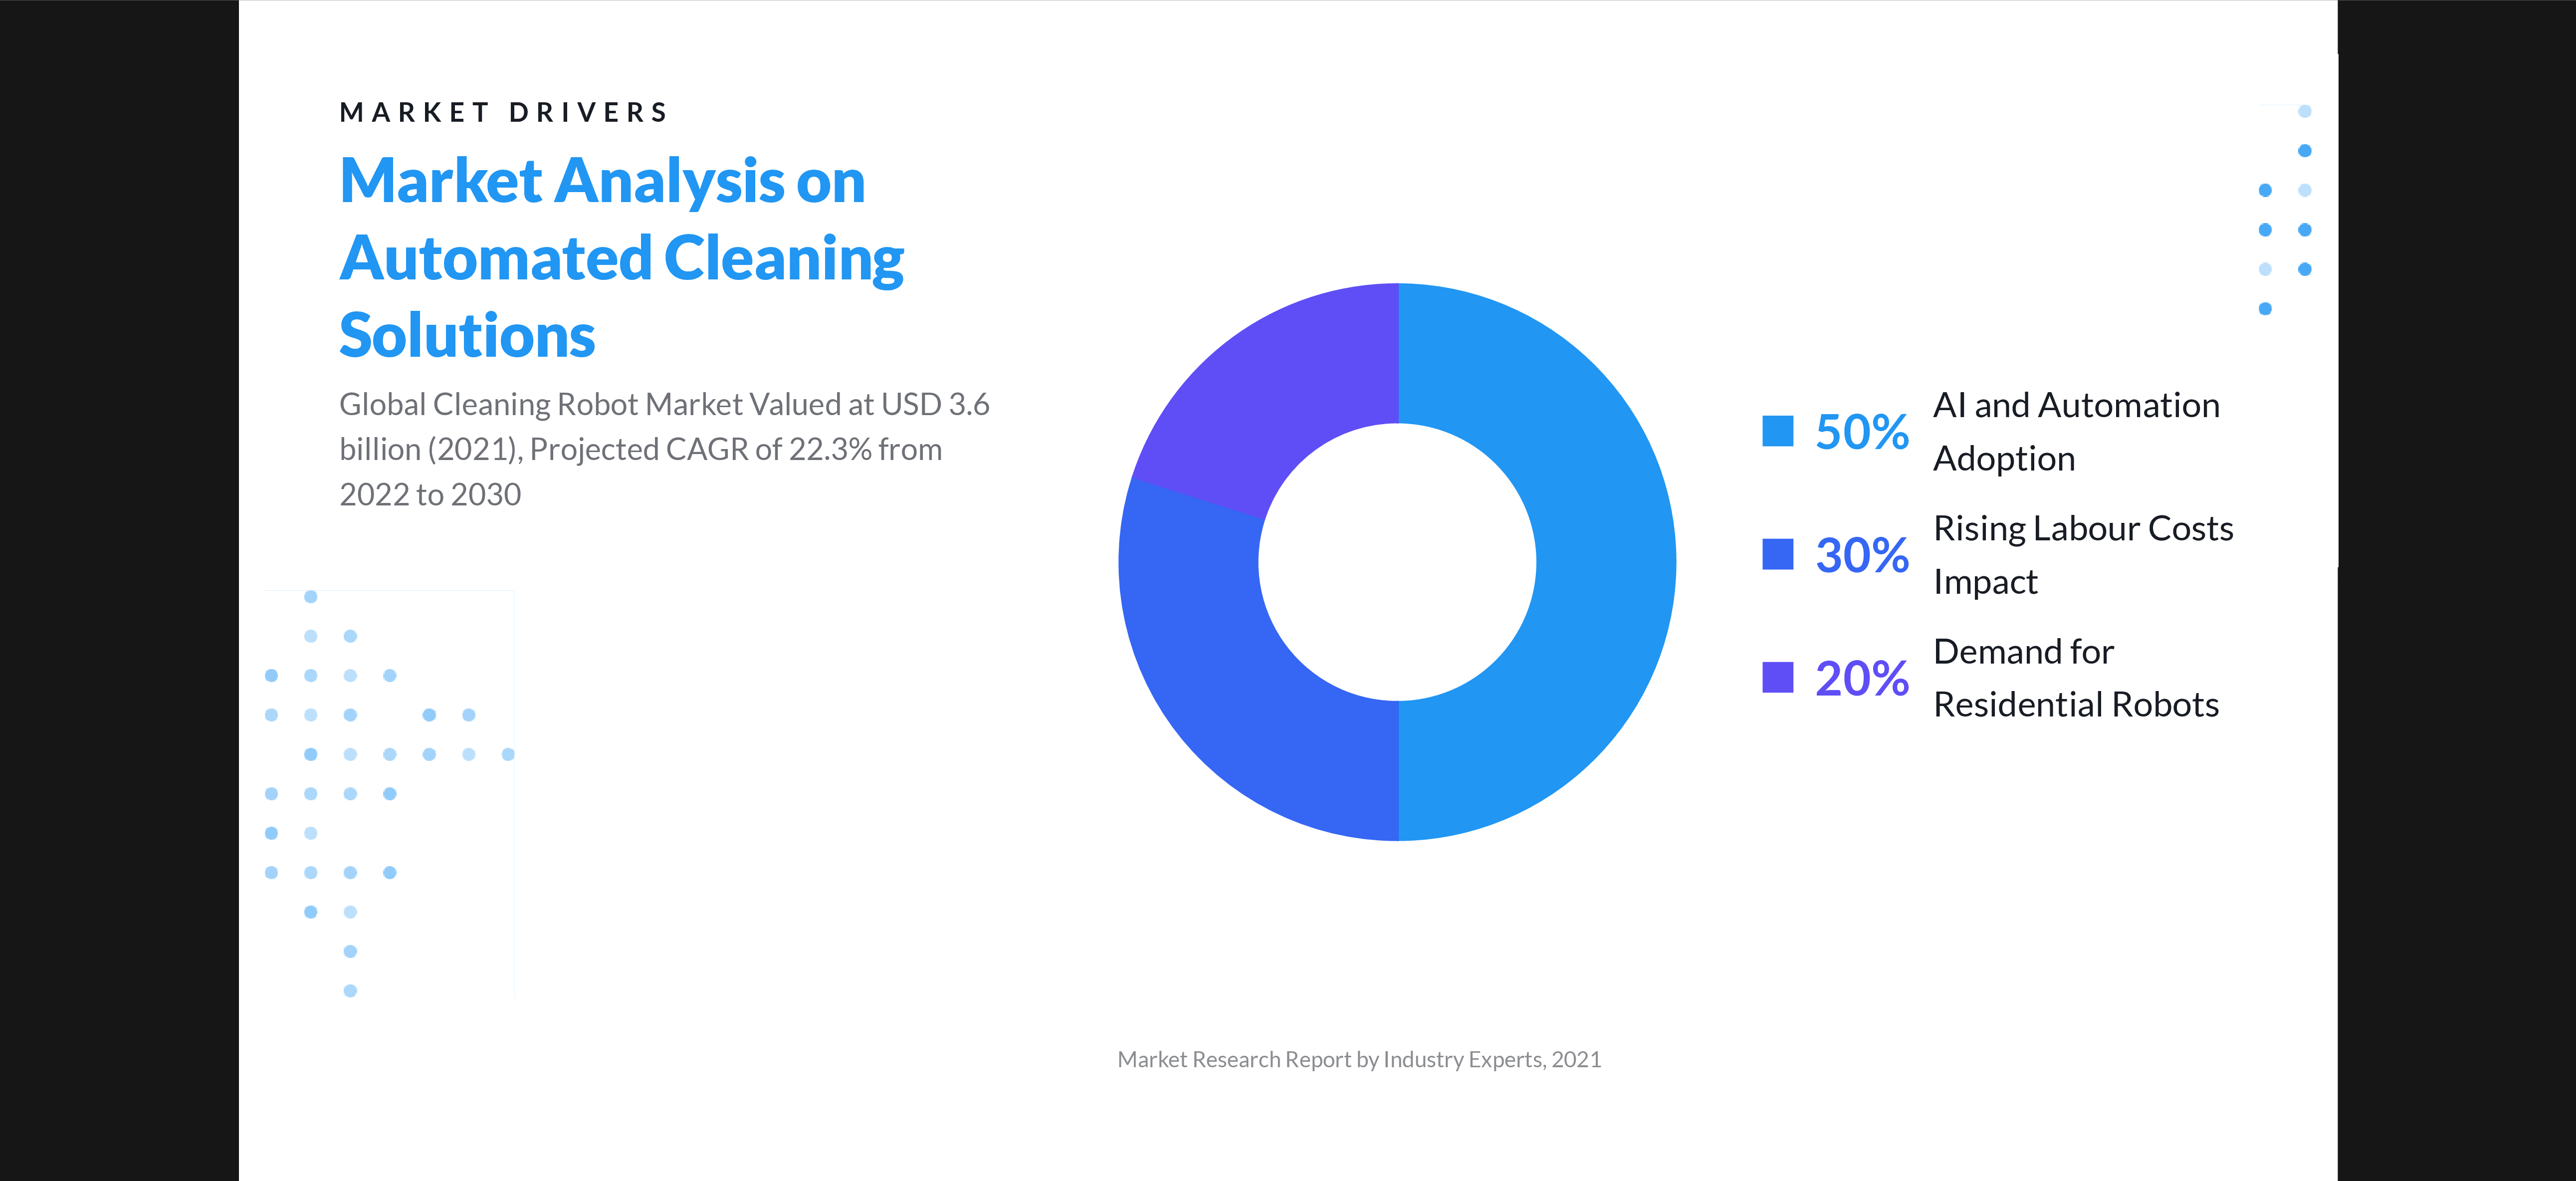 MARKET DRIVERS
Market Analysis on
Automated Cleaning
Solutions
Global Cleaning Robot Market Valued at USD 3.6
billion (2021), Projected CAGR of 22.3% from
2022 to 2030
50%
AI and Automation
Adoption
30%
Rising Labour Costs
Impact
20%
Demand for
Residential Robots
Market Research Report by Industry Experts, 2021